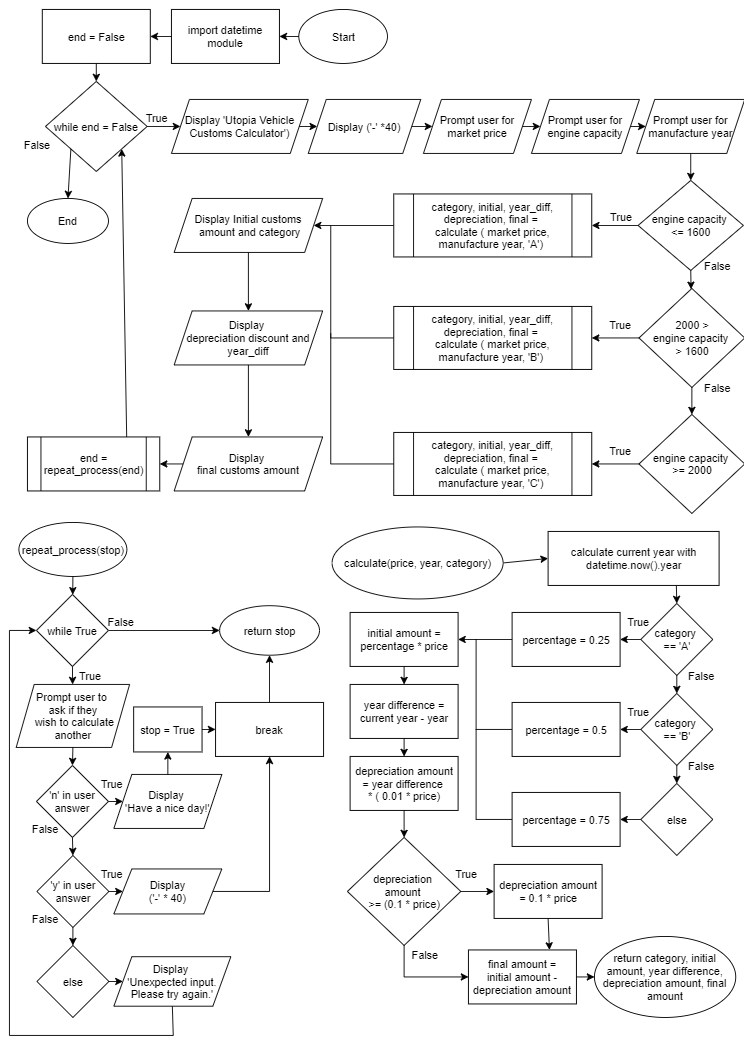 end = False
import datetime
module
Start
while end = False
True
False
End
Display 'Utopia Vehicle
Customs Calculator')
Display ('-' *40)
Prompt user for
market price
Prompt user for
engine capacity
Prompt user for
manufacture year
engine capacity
<= 1600
True
False
category, initial, year_diff,
depreciation, final =
calculate ( market price,
manufacture year, 'A')
2000 >
engine capacity
> 1600
True
False
category, initial, year_diff,
depreciation, final =
calculate ( market price,
manufacture year, 'B')
engine capacity
>= 2000
True
category, initial, year_diff,
depreciation, final =
calculate ( market price,
manufacture year, 'C')
Display Initial customs
amount and category
Display
depreciation discount and
year_diff
Display
final customs amount
end =
repeat_process(end)
repeat_process(stop)
while True
False
True
return stop
Prompt user to
ask if they
wish to calculate
another
stop = True
break
'n' in user
answer
True
False
Display
'Have a nice day!'
'y' in user
answer
True
False
Display
('-' * 40)
else
Display
'Unexpected input.
Please try again.'
calculate(price, year, category)
calculate current year with
datetime.now().year
category
== 'A'
True
False
percentage = 0.25
category
== 'B'
True
False
percentage = 0.5
else
percentage = 0.75
initial amount =
percentage * price
year difference =
current year - year
depreciation amount
= year difference
* ( 0.01 * price)
depreciation
amount
>= (0.1 * price)
True
False
depreciation amount
= 0.1 * price
final amount =
initial amount -
depreciation amount
return category, initial
amount, year difference,
depreciation amount, final
amount